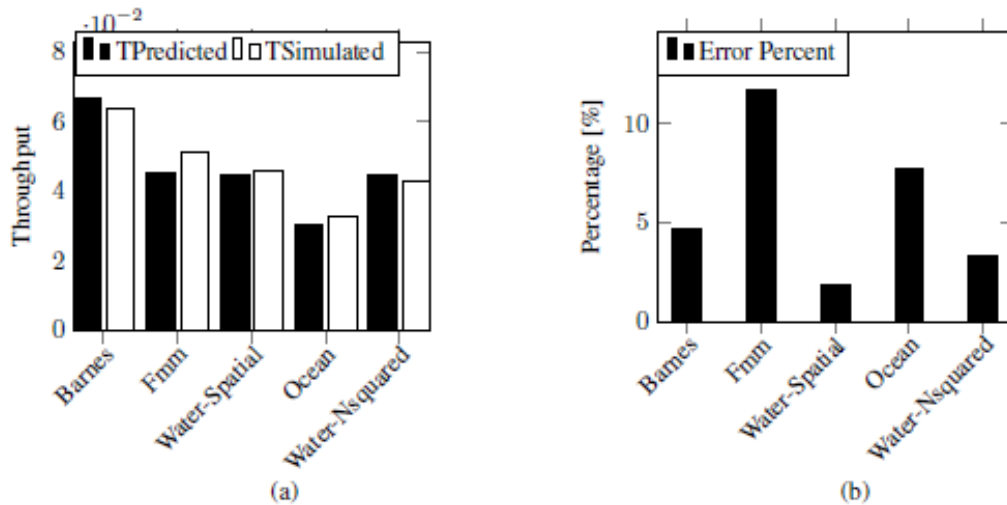 ·10⁻²
8
6
4
2
0
Throughput
TPredicted TSimulated
Barnes
Fmm
Water-Spatial
Ocean
Water-Nsquared
(a)
10
5
0
Percentage [%]
Error Percent
Barnes
Fmm
Water-Spatial
Ocean
Water-Nsquared
(b)